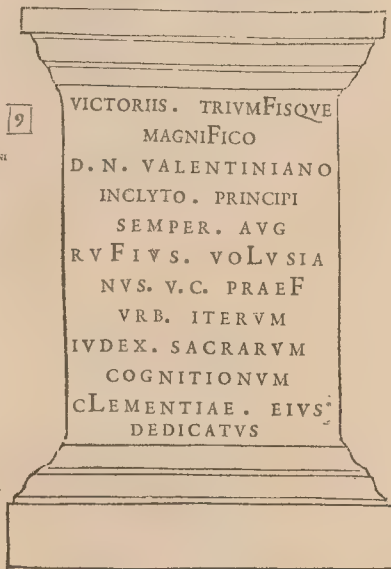 VICTORIIS. TRIVMFISQVE
9
MAGNIFICO
NI
D. N. VALENTINIANO
INCLYTO. PRINCIPI
SEMPER. AVG
RVFIVS. VOLVSIA
NVS. V.C. PRAEF
VRB. ITERVM
IVDEX. SACRARVM
COGNITIONVM
CLEMENTIAE. EIVS
DEDICATVS